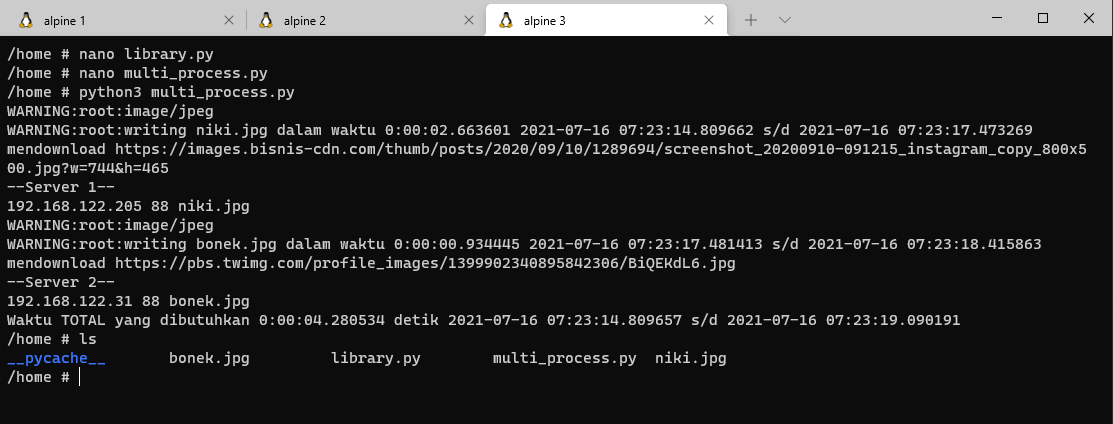 alpine 1
alpine 2
alpine 3
/home # nano library.py
/home # nano multi_process.py
/home # python3 multi_process.py
WARNING:root:image/jpeg
WARNING:root:writing niki.jpg dalam waktu 0:00:02.663601 2021-07-16 07:23:14.809662 s/d 2021-07-16 07:23:17.473269
mendownload https://images.bisnis-cdn.com/thumb/posts/2020/09/10/1289694/screenshot_20200910-091215_instagram_copy_800x5
00.jpg?w=744&h=465
--Server 1--
192.168.122.205 88 niki.jpg
WARNING:root:image/jpeg
WARNING:root:writing bonek.jpg dalam waktu 0:00:00.934445 2021-07-16 07:23:17.481413 s/d 2021-07-16 07:23:18.415863
mendownload https://pbs.twimg.com/profile_images/1399902340895842306/BiQEKdL6.jpg
--Server 2--
192.168.122.31 88 bonek.jpg
Waktu TOTAL yang dibutuhkan 0:00:04.280534 detik 2021-07-16 07:23:14.809657 s/d 2021-07-16 07:23:19.090191
/home # ls
__pycache__ bonek.jpg library.py multi_process.py niki.jpg
/home #